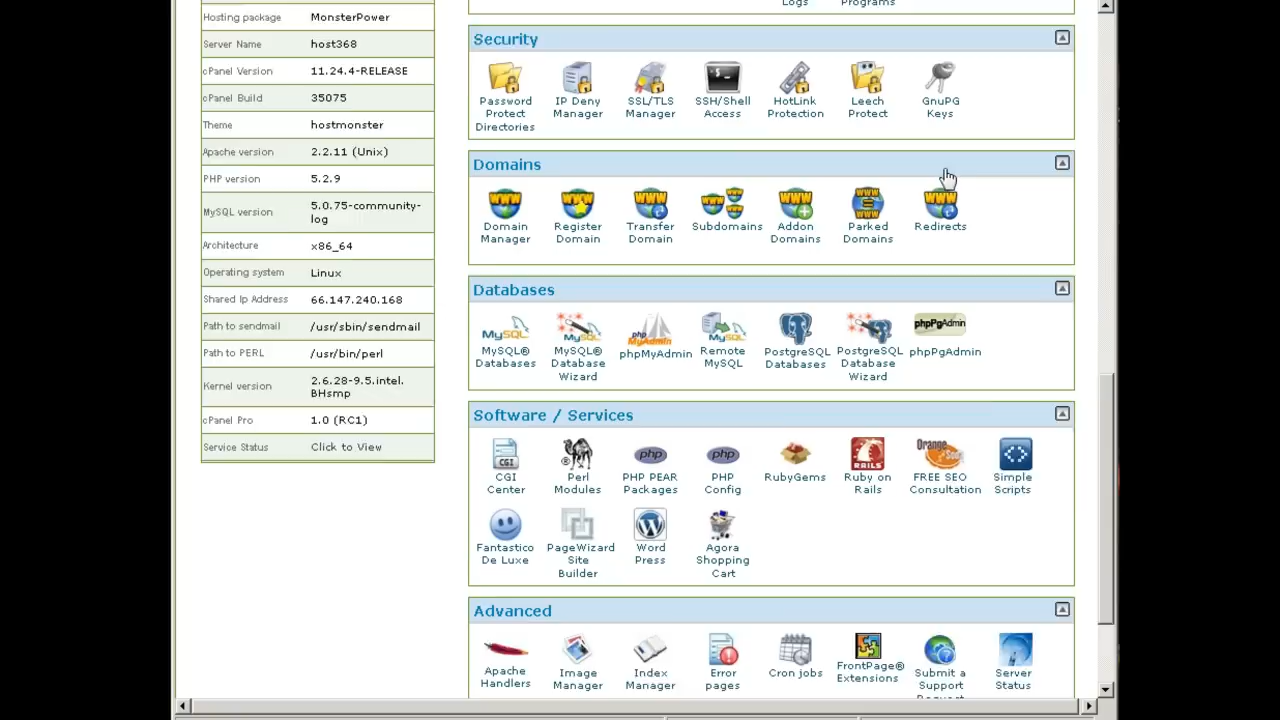 Hosting package MonsterPower
Server Name host368
cPanel Version 11.24.4-RELEASE
cPanel Build 35075
Theme hostmonster
Apache version 2.2.11 (Unix)
PHP version 5.2.9
MySQL version 5.0.75-community-
log
Architecture x86_64
Operating system Linux
Shared Ip Address 66.147.240.168
Path to sendmail /usr/sbin/sendmail
Path to PERL /usr/bin/perl
Kernel version 2.6.28-9.5.intel.
BHsmp
cPanel Pro 1.0 (RC1)
Service Status Click to View
Logs Programs
Security
Password IP Deny SSL/TLS SSH/Shell HotLink Leech GnuPG
Protect Manager Manager Access Protection Protect Keys
Directories
Domains
Domain Register Transfer Subdomains Addon Parked Redirects
Manager Domain Domain Domains Domains
Databases
MySQL® MySQL® phpMyAdmin Remote PostgreSQL PostgreSQL phpPgAdmin
Databases Database MySQL Databases Database
Wizard Wizard
Software / Services
CGI Perl PHP PEAR PHP RubyGems Ruby on FREE SEO Simple
Center Modules Packages Config Rails Consultation Scripts
Fantastico PageWizard Word Agora
De Luxe Site Press Shopping
Builder Cart
Advanced
Apache Image Index Error Cron jobs FrontPage® Submit a Server
Handlers Manager Manager pages Extensions Support Status